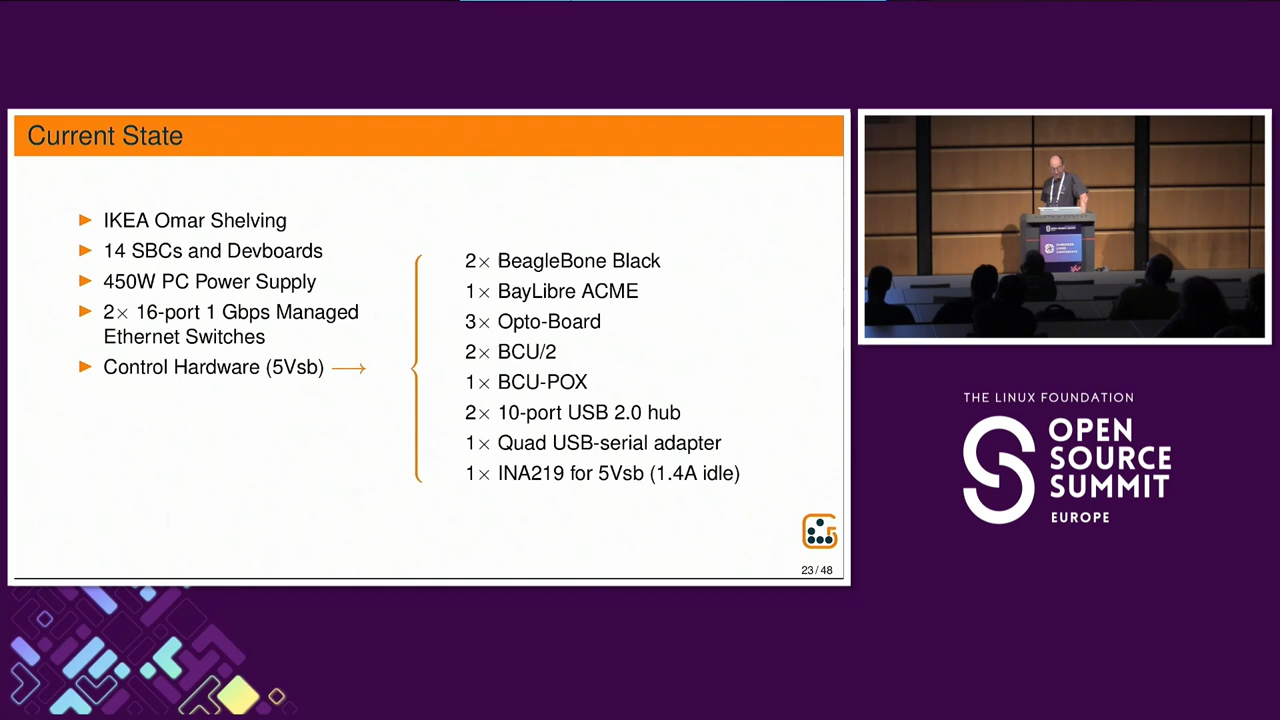 Current State
IKEA Omar Shelving
14 SBCs and Devboards
450W PC Power Supply
2× 16-port 1 Gbps Managed
Ethernet Switches
Control Hardware (5Vsb) →
2× BeagleBone Black
1× BayLibre ACME
3× Opto-Board
2× BCU/2
1× BCU-POX
2× 10-port USB 2.0 hub
1× Quad USB-serial adapter
1× INA219 for 5Vsb (1.4A idle)
23 / 48
THE LINUX FOUNDATION
OPEN
SOURCE
SUMMIT
EUROPE